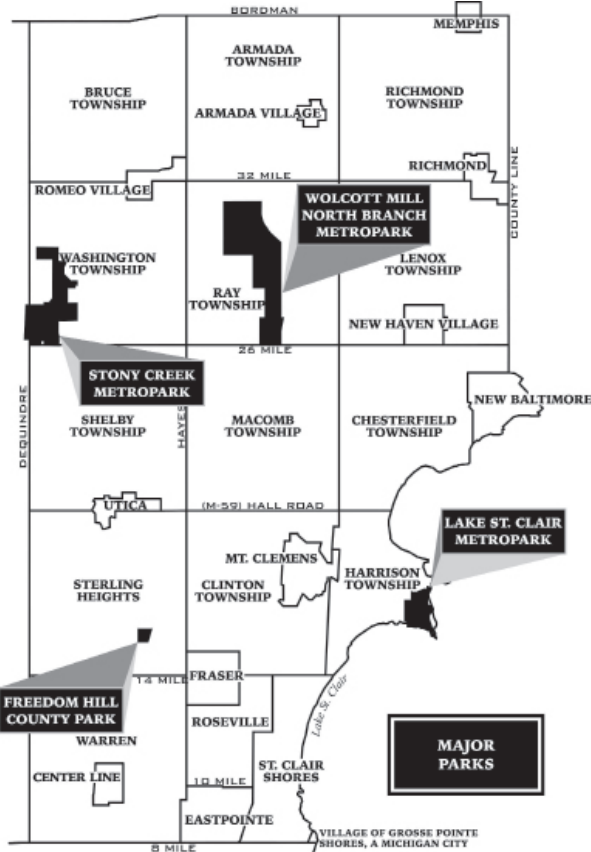 BORDMAN
MEMPHIS
ARMADA
TOWNSHIP
BRUCE
TOWNSHIP
RICHMOND
TOWNSHIP
ARMADA VILLAGE
COUNTY LINE
RICHMOND
32 MILE
ROMEO VILLAGE
WOLCOTT MILL
NORTH BRANCH
METROPARK
WASHINGTON
TOWNSHIP
LENOX
TOWNSHIP
RAY
TOWNSHIP
NEW HAVEN VILLAGE
26 MILE
STONY CREEK
METROPARK
DEQUINDRE
HAYES
NEW BALTIMORE
SHELBY
TOWNSHIP
MACOMB
TOWNSHIP
CHESTERFIELD
TOWNSHIP
UTICA
(M-59) HALL ROAD
LAKE ST. CLAIR
METROPARK
MT. CLEMENS
HARRISON
TOWNSHIP
STERLING
HEIGHTS
CLINTON
TOWNSHIP
14 MILE
FRASER
FREEDOM HILL
COUNTY PARK
Lake St. Clair
ROSEVILLE
WARREN
MAJOR
PARKS
CENTER LINE
ST. CLAIR
SHORES
10 MILE
EASTPOINTE
VILLAGE OF GROSSE POINTE
SHORES, A MICHIGAN CITY
8 MILE